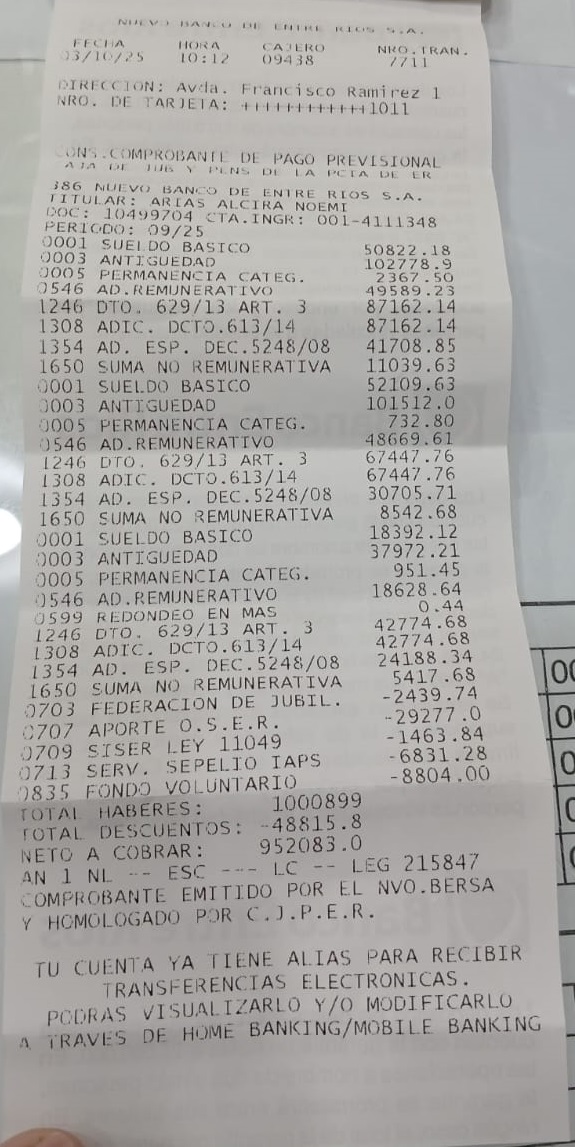 NUEVO BANCO DE ENTRE RIOS S.A.
FECHA HORA CAJERO NRO.TRAN.
03/10/25 10:12 09438 7711
DIRECCION: Avda. Francisco Ramirez 1
NRO. DE TARJETA: ++++++++++++1011
CONS.COMPROBANTE DE PAGO PREVISIONAL
AJA DE JUB Y PENS DE LA PCIA DE ER
386 NUEVO BANCO DE ENTRE RIOS S.A.
TITULAR: ARIAS ALCIRA NOEMI
DOC: 10499704 CTA.INGR: 001-4111348
PERIODO: 09/25
0001 SUELDO BASICO 50822.18
0003 ANTIGUEDAD 102778.9
0005 PERMANENCIA CATEG. 2367.50
0546 AD.REMUNERATIVO 49589.23
1246 DTO. 629/13 ART. 3 87162.14
1308 ADIC. DCTO.613/14 87162.14
1354 AD. ESP. DEC.5248/08 41708.85
1650 SUMA NO REMUNERATIVA 11039.63
0001 SUELDO BASICO 52109.63
0003 ANTIGUEDAD 101512.0
0005 PERMANENCIA CATEG. 732.80
0546 AD.REMUNERATIVO 48669.61
1246 DTO. 629/13 ART. 3 67447.76
1308 ADIC. DCTO.613/14 67447.76
1354 AD. ESP. DEC.5248/08 30705.71
1650 SUMA NO REMUNERATIVA 8542.68
0001 SUELDO BASICO 18392.12
0003 ANTIGUEDAD 37972.21
0005 PERMANENCIA CATEG. 951.45
0546 AD.REMUNERATIVO 18628.64
0599 REDONDEO EN MAS 0.44
1246 DTO. 629/13 ART. 3 42774.68
1308 ADIC. DCTO.613/14 42774.68
1354 AD. ESP. DEC.5248/08 24188.34
1650 SUMA NO REMUNERATIVA 5417.68
0703 FEDERACION DE JUBIL. -2439.74
0707 APORTE O.S.E.R. -29277.0
0709 SISER LEY 11049 -1463.84
0713 SERV. SEPELIO IAPS -6831.28
0835 FONDO VOLUNTARIO -8804.00
TOTAL HABERES: 1000899
TOTAL DESCUENTOS: -48815.8
NETO A COBRAR: 952083.0
AN 1 NL -- ESC --- LC -- LEG 215847
COMPROBANTE EMITIDO POR EL NVO.BERSA
Y HOMOLOGADO POR C.J.P.E.R.
TU CUENTA YA TIENE ALIAS PARA RECIBIR
TRANSFERENCIAS ELECTRONICAS.
PODRAS VISUALIZARLO Y/O MODIFICARLO
A TRAVES DE HOME BANKING/MOBILE BANKING